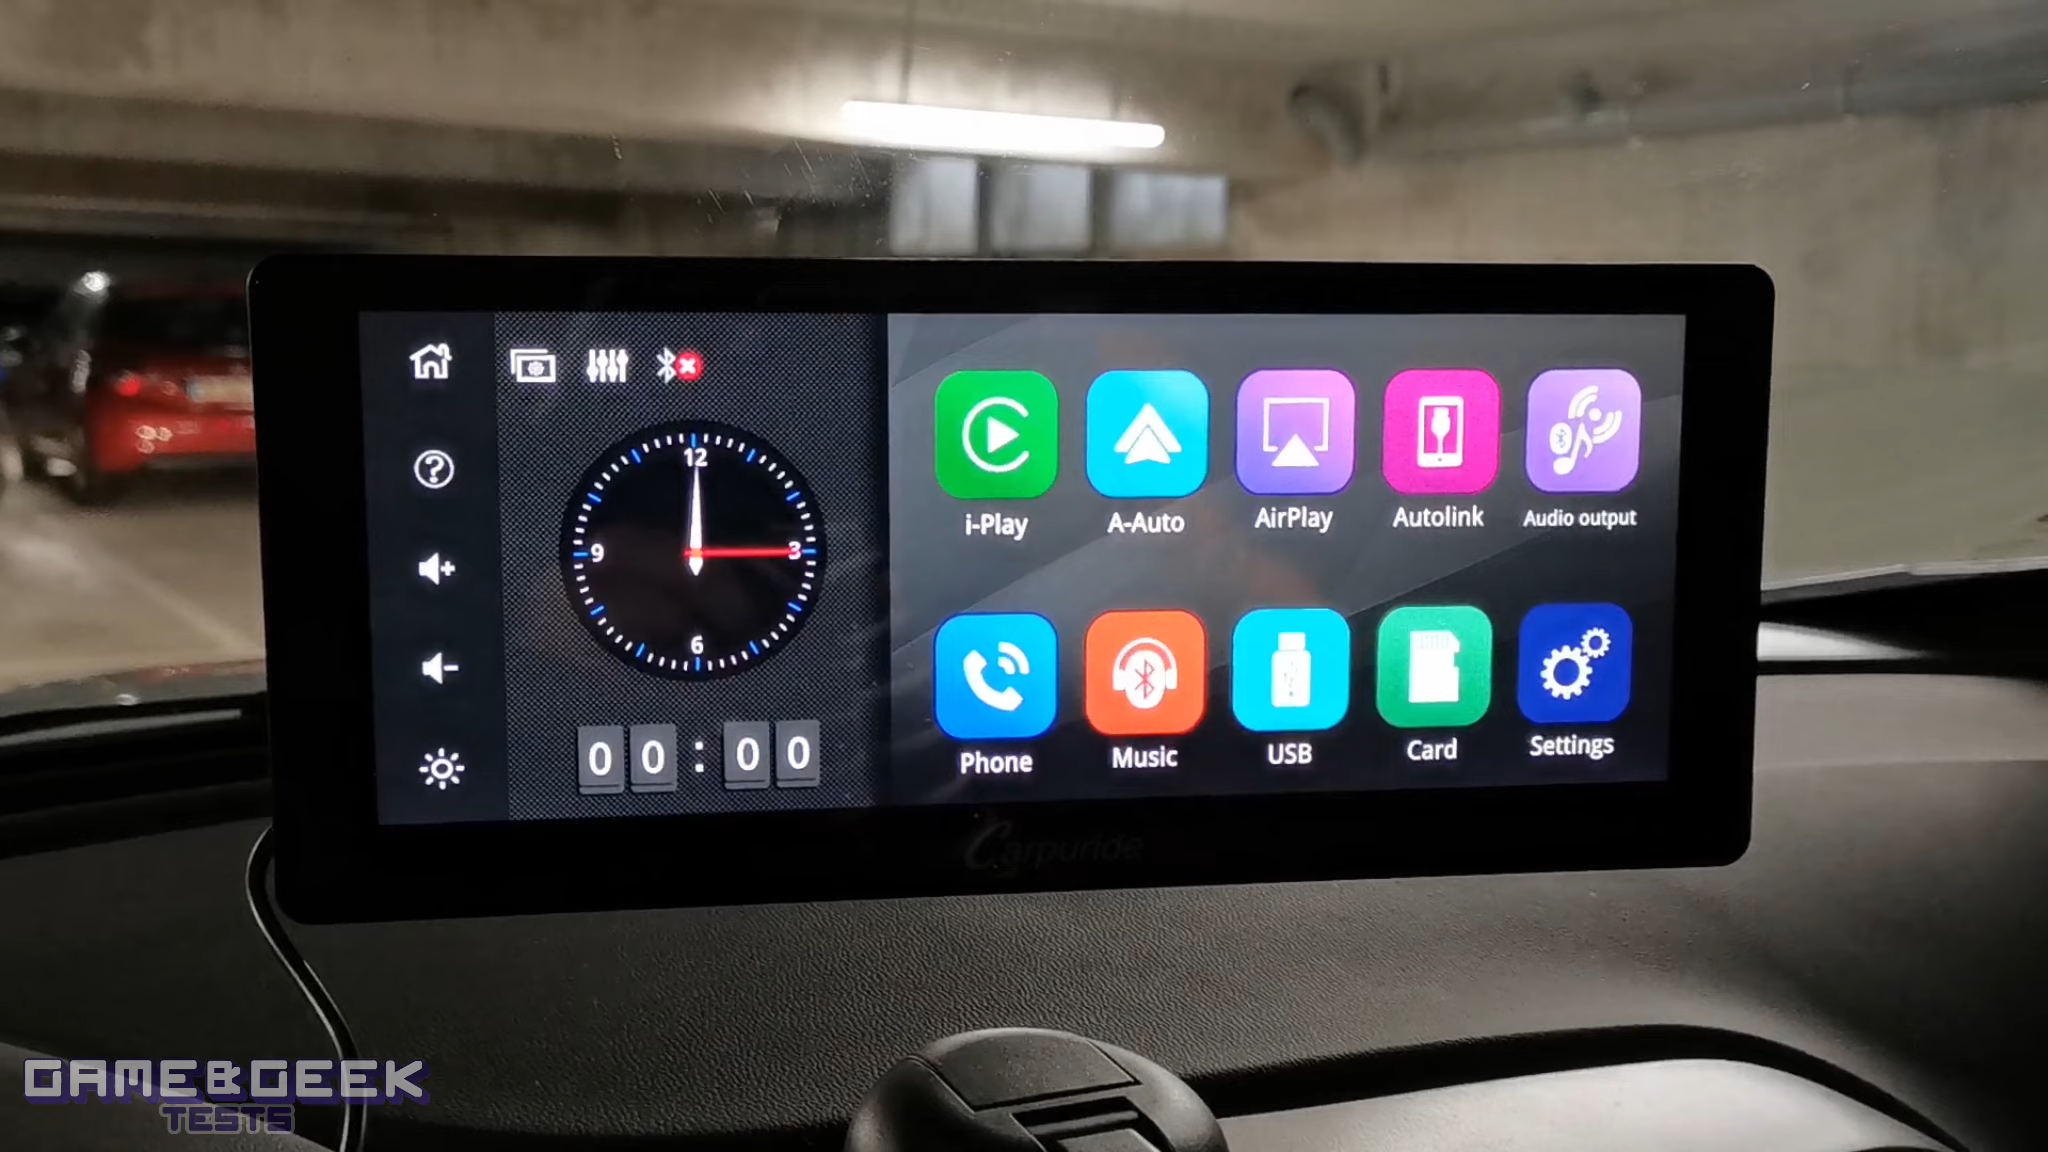 12
9
3
6
00:00
i-Play
A-Auto
AirPlay
Autolink
Audio output
Phone
Music
USB
Card
Settings
Carpuride
GAME&GEEK
TESTS